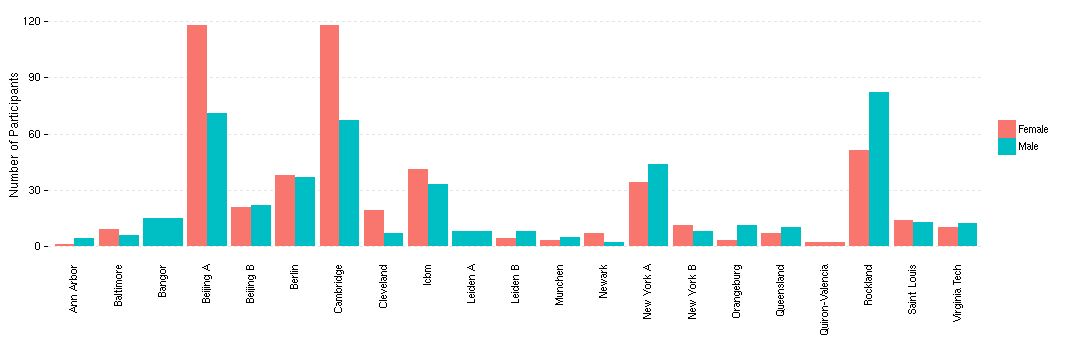 Number of Participants
120
90
60
30
0
Ann Arbor
Baltimore
Bangor
Beijing A
Beijing B
Berlin
Cambridge
Cleveland
Icbm
Leiden A
Leiden B
Munchen
Newark
New York A
New York B
Orangeburg
Queensland
Quiron-Valencia
Rockland
Saint Louis
Virginia Tech
Female
Male